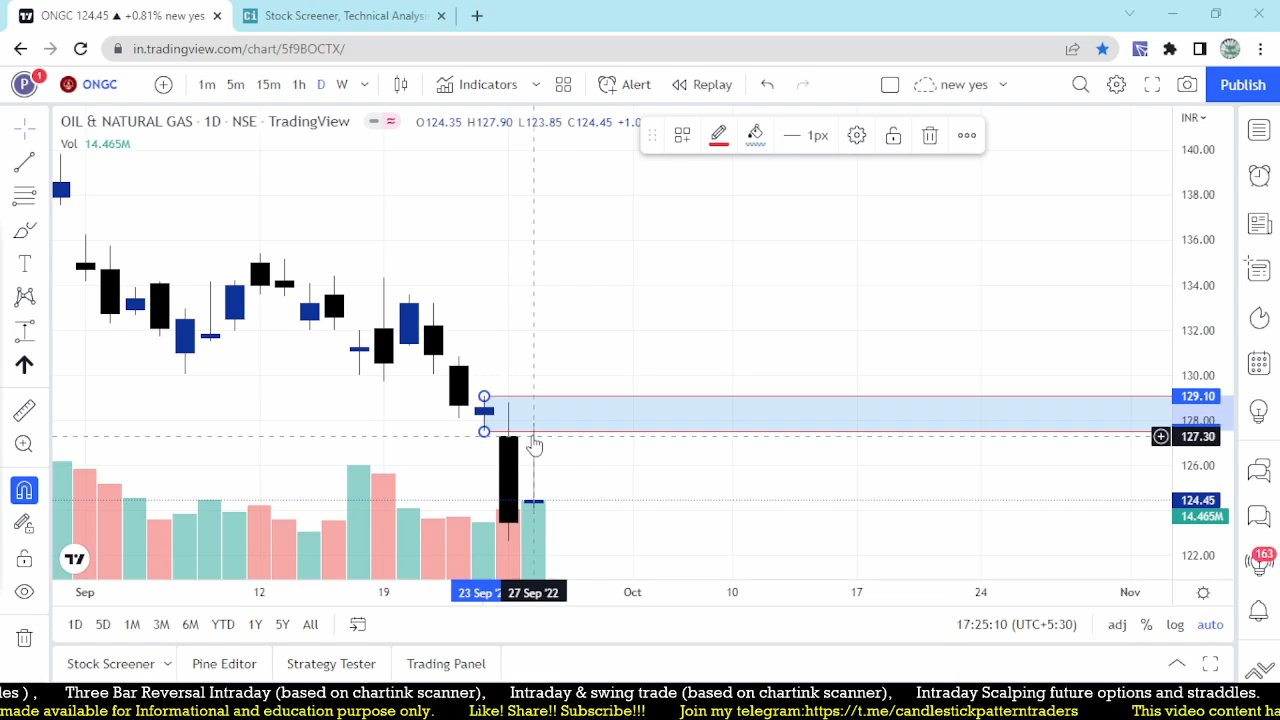 ONGC 124.45 ▲ +0.81% new yes
Stock Screener, Technical Analysis
in.tradingview.com/chart/5f9BOCTX/
P 1 ONGC 1m 5m 15m 1h D W Indicators Alert Replay new yes Publish
OIL & NATURAL GAS · 1D · NSE · TradingView O124.35 H127.90 L123.85 C124.45 +1.0
INR
1px
Vol 14.465M
140.00
138.00
136.00
134.00
132.00
130.00
129.10
128.00
127.30
126.00
124.45
14.465M
122.00
163
Sep 12 19 23 Sep '2 27 Sep '22 Oct 10 17 24 Nov
1D 5D 1M 3M 6M YTD 1Y 5Y All 17:25:10 (UTC+5:30) adj % log auto
Stock Screener Pine Editor Strategy Tester Trading Panel
les ) , Three Bar Reversal Intraday (based on chartink scanner), Intraday & swing trade (based on chartink scanner), Intraday Scalping future options and straddles.
made available for Informational and education purpose only. Like! Share!! Subscribe!!! Join my telegram:https://t.me/candlestickpatterntraders This video content ha